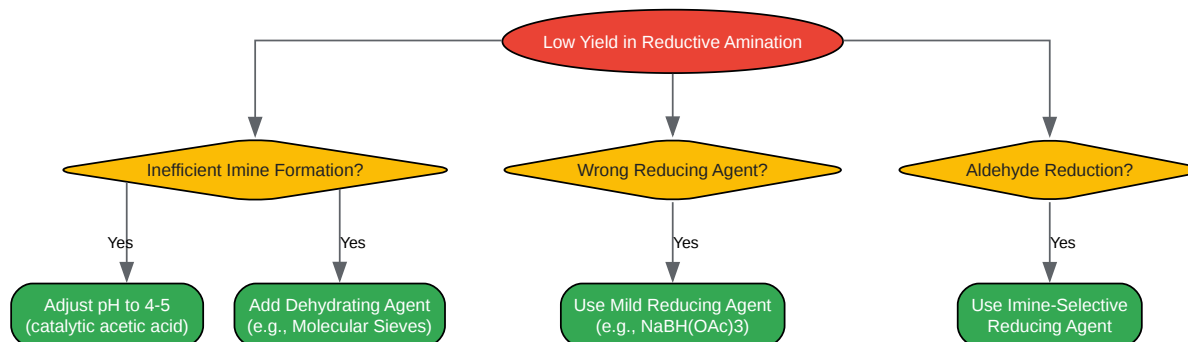 Low Yield in Reductive Amination
Inefficient Imine Formation?
Wrong Reducing Agent?
Aldehyde Reduction?
Yes
Yes
Yes
Yes
Adjust pH to 4-5
(catalytic acetic acid)
Add Dehydrating Agent
(e.g., Molecular Sieves)
Use Mild Reducing Agent
(e.g., NaBH(OAc)3)
Use Imine-Selective
Reducing Agent